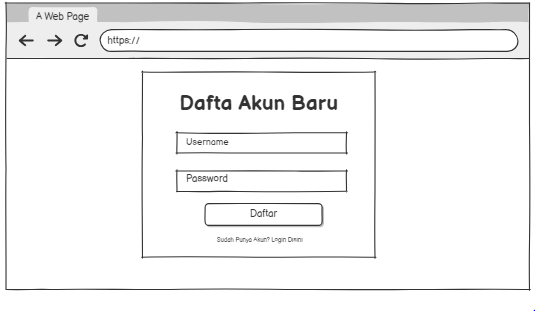 A Web Page
https://
Dafta Akun Baru
Username
Password
Daftar
Sudah Punya Akun? Login Disini